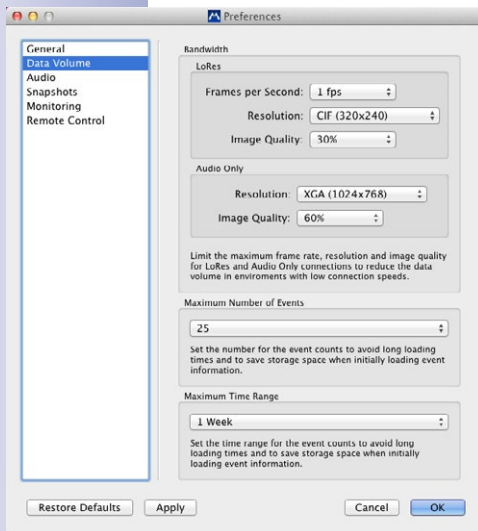 Preferences
General
Data Volume
Audio
Snapshots
Monitoring
Remote Control
Bandwidth
LoRes
Frames per Second: 1 fps
Resolution: CIF (320x240)
Image Quality: 30%
Audio Only
Resolution: XGA (1024x768)
Image Quality: 60%
Limit the maximum frame rate, resolution and image quality
for LoRes and Audio Only connections to reduce the data
volume in enviroments with low connection speeds.
Maximum Number of Events
25
Set the number for the event counts to avoid long loading
times and to save storage space when initially loading event
information.
Maximum Time Range
1 Week
Set the time range for the event counts to avoid long
loading times and to save storage space when initially
loading event information.
Restore Defaults
Apply
Cancel
OK